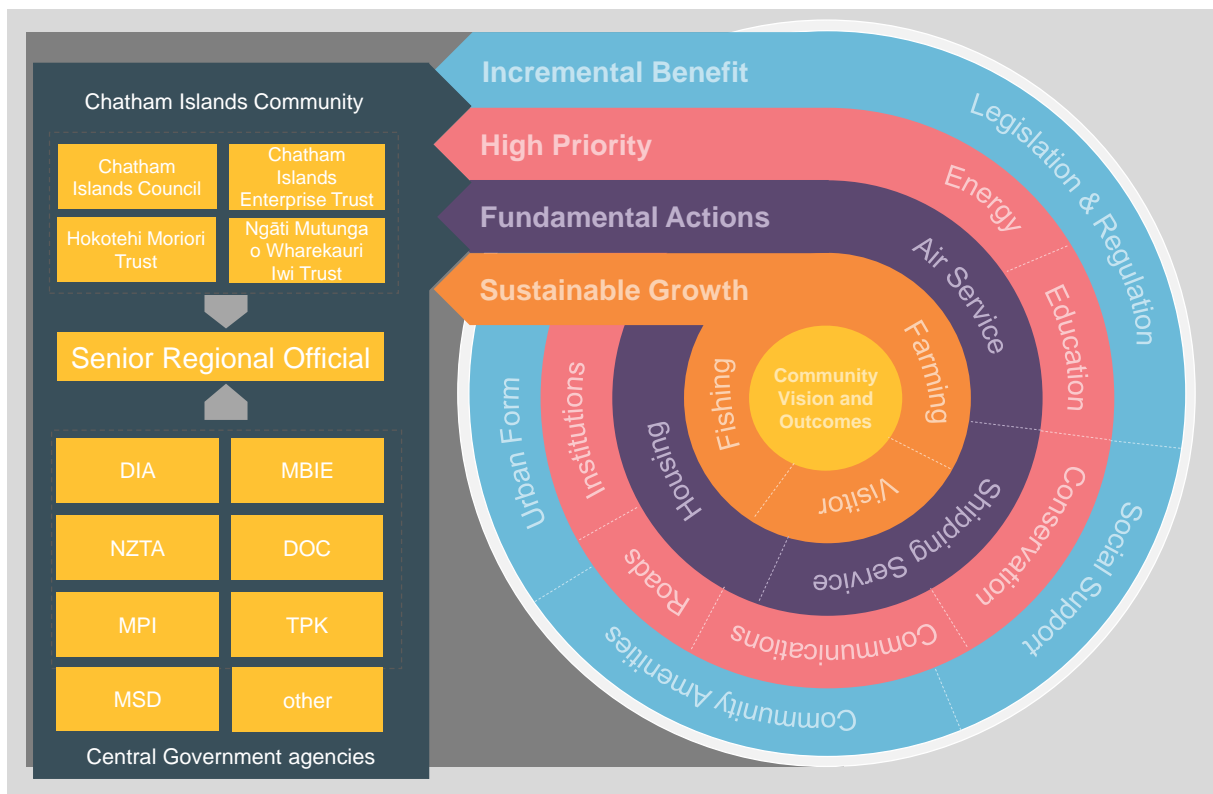 Chatham Islands Community
Chatham
Islands Council
Chatham
Islands
Enterprise Trust
Hokotehi Moriori
Trust
Ngāti Mutunga
o Wharekauri
Iwi Trust
Senior Regional Official
DIA
MBIE
NZTA
DOC
MPI
TPK
MSD
other
Central Government agencies
Incremental Benefit
High Priority
Fundamental Actions
Sustainable Growth
Legislation & Regulation
Social Support
Community Amenities
Urban Form
Energy
Education
Conservation
Communications
Roads
Institutions
Air Service
Shipping Service
Housing
Farming
Visitor
Fishing
Community
Vision and
Outcomes